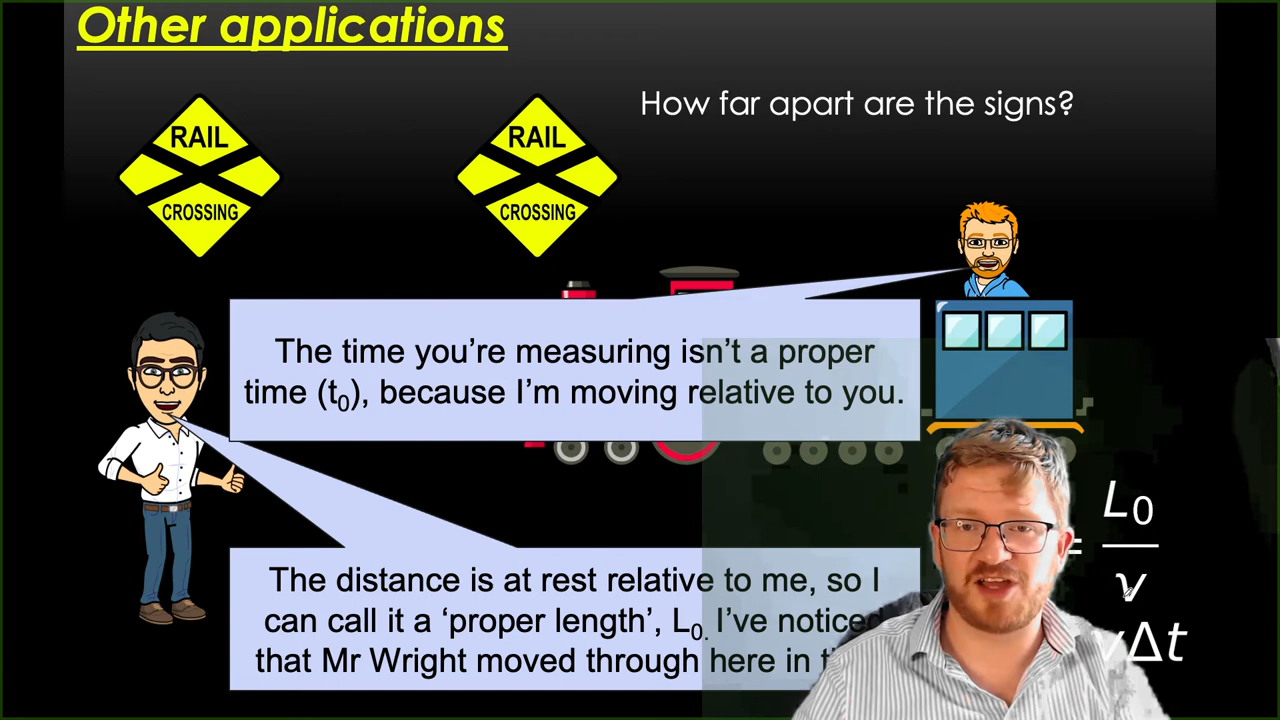 Other applications
RAIL
CROSSING
RAIL
CROSSING
How far apart are the signs?
The time you’re measuring isn’t a proper
time (t₀), because I’m moving relative to you.
The distance is at rest relative to me, so I
can call it a ‘proper length’, L₀. I’ve noticed
that Mr Wright moved through here in
= L₀
v
vΔt